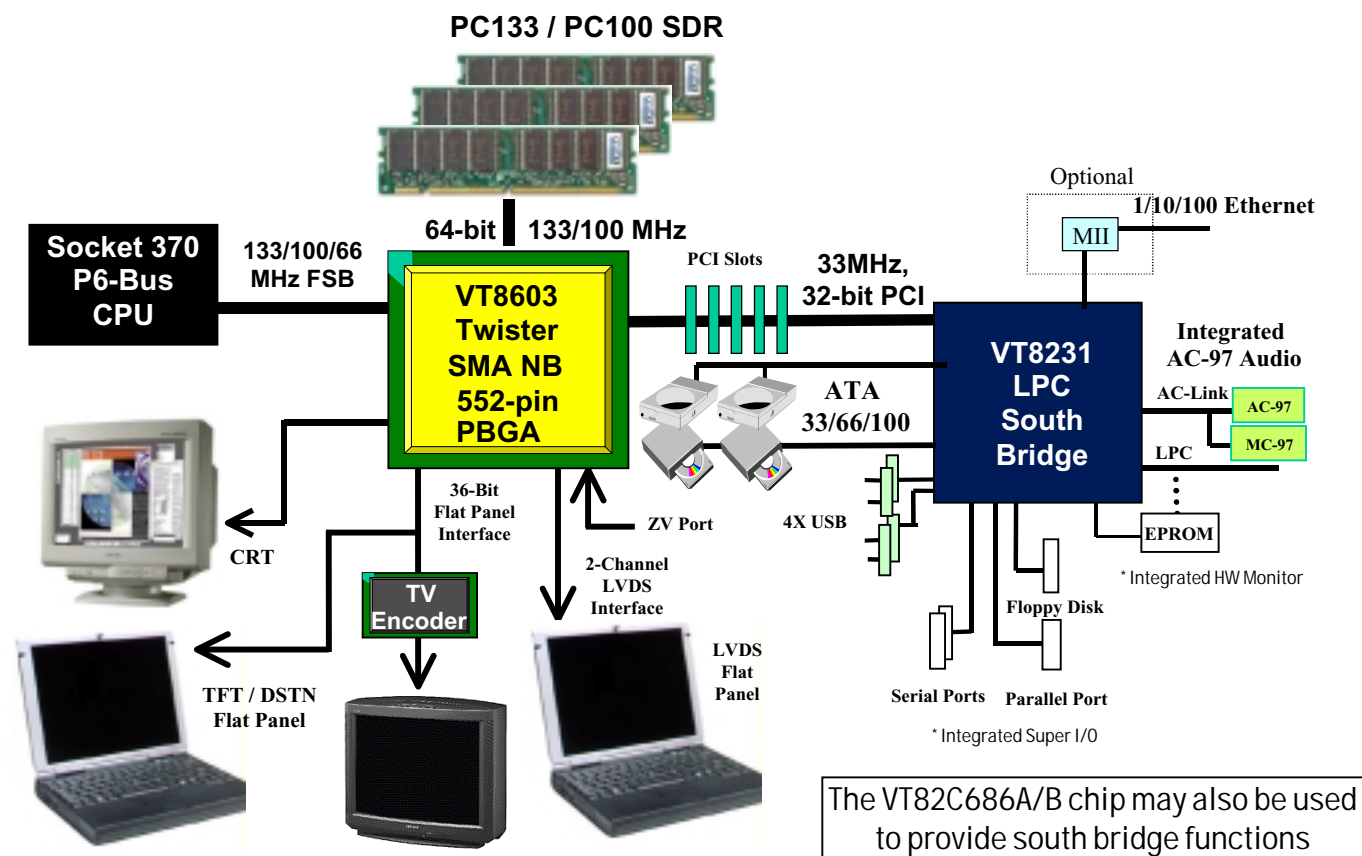 PC133 / PC100 SDR
64-bit
133/100 MHz
Socket 370
P6-Bus
CPU
133/100/66
MHz FSB
VT8603
Twister
SMA NB
552-pin
PBGA
PCI Slots
33MHz,
32-bit PCI
Optional
1/10/100 Ethernet
MII
VT8231
LPC
South
Bridge
Integrated
AC-97 Audio
AC-Link
AC-97
MC-97
LPC
EPROM
* Integrated HW Monitor
ATA
33/66/100
4X USB
ZV Port
36-Bit
Flat Panel
Interface
CRT
2-Channel
LVDS
Interface
TV
Encoder
Floppy Disk
LVDS
Flat
Panel
TFT / DSTN
Flat Panel
Serial Ports
Parallel Port
* Integrated Super I/O
The VT82C686A/B chip may also be used
to provide south bridge functions